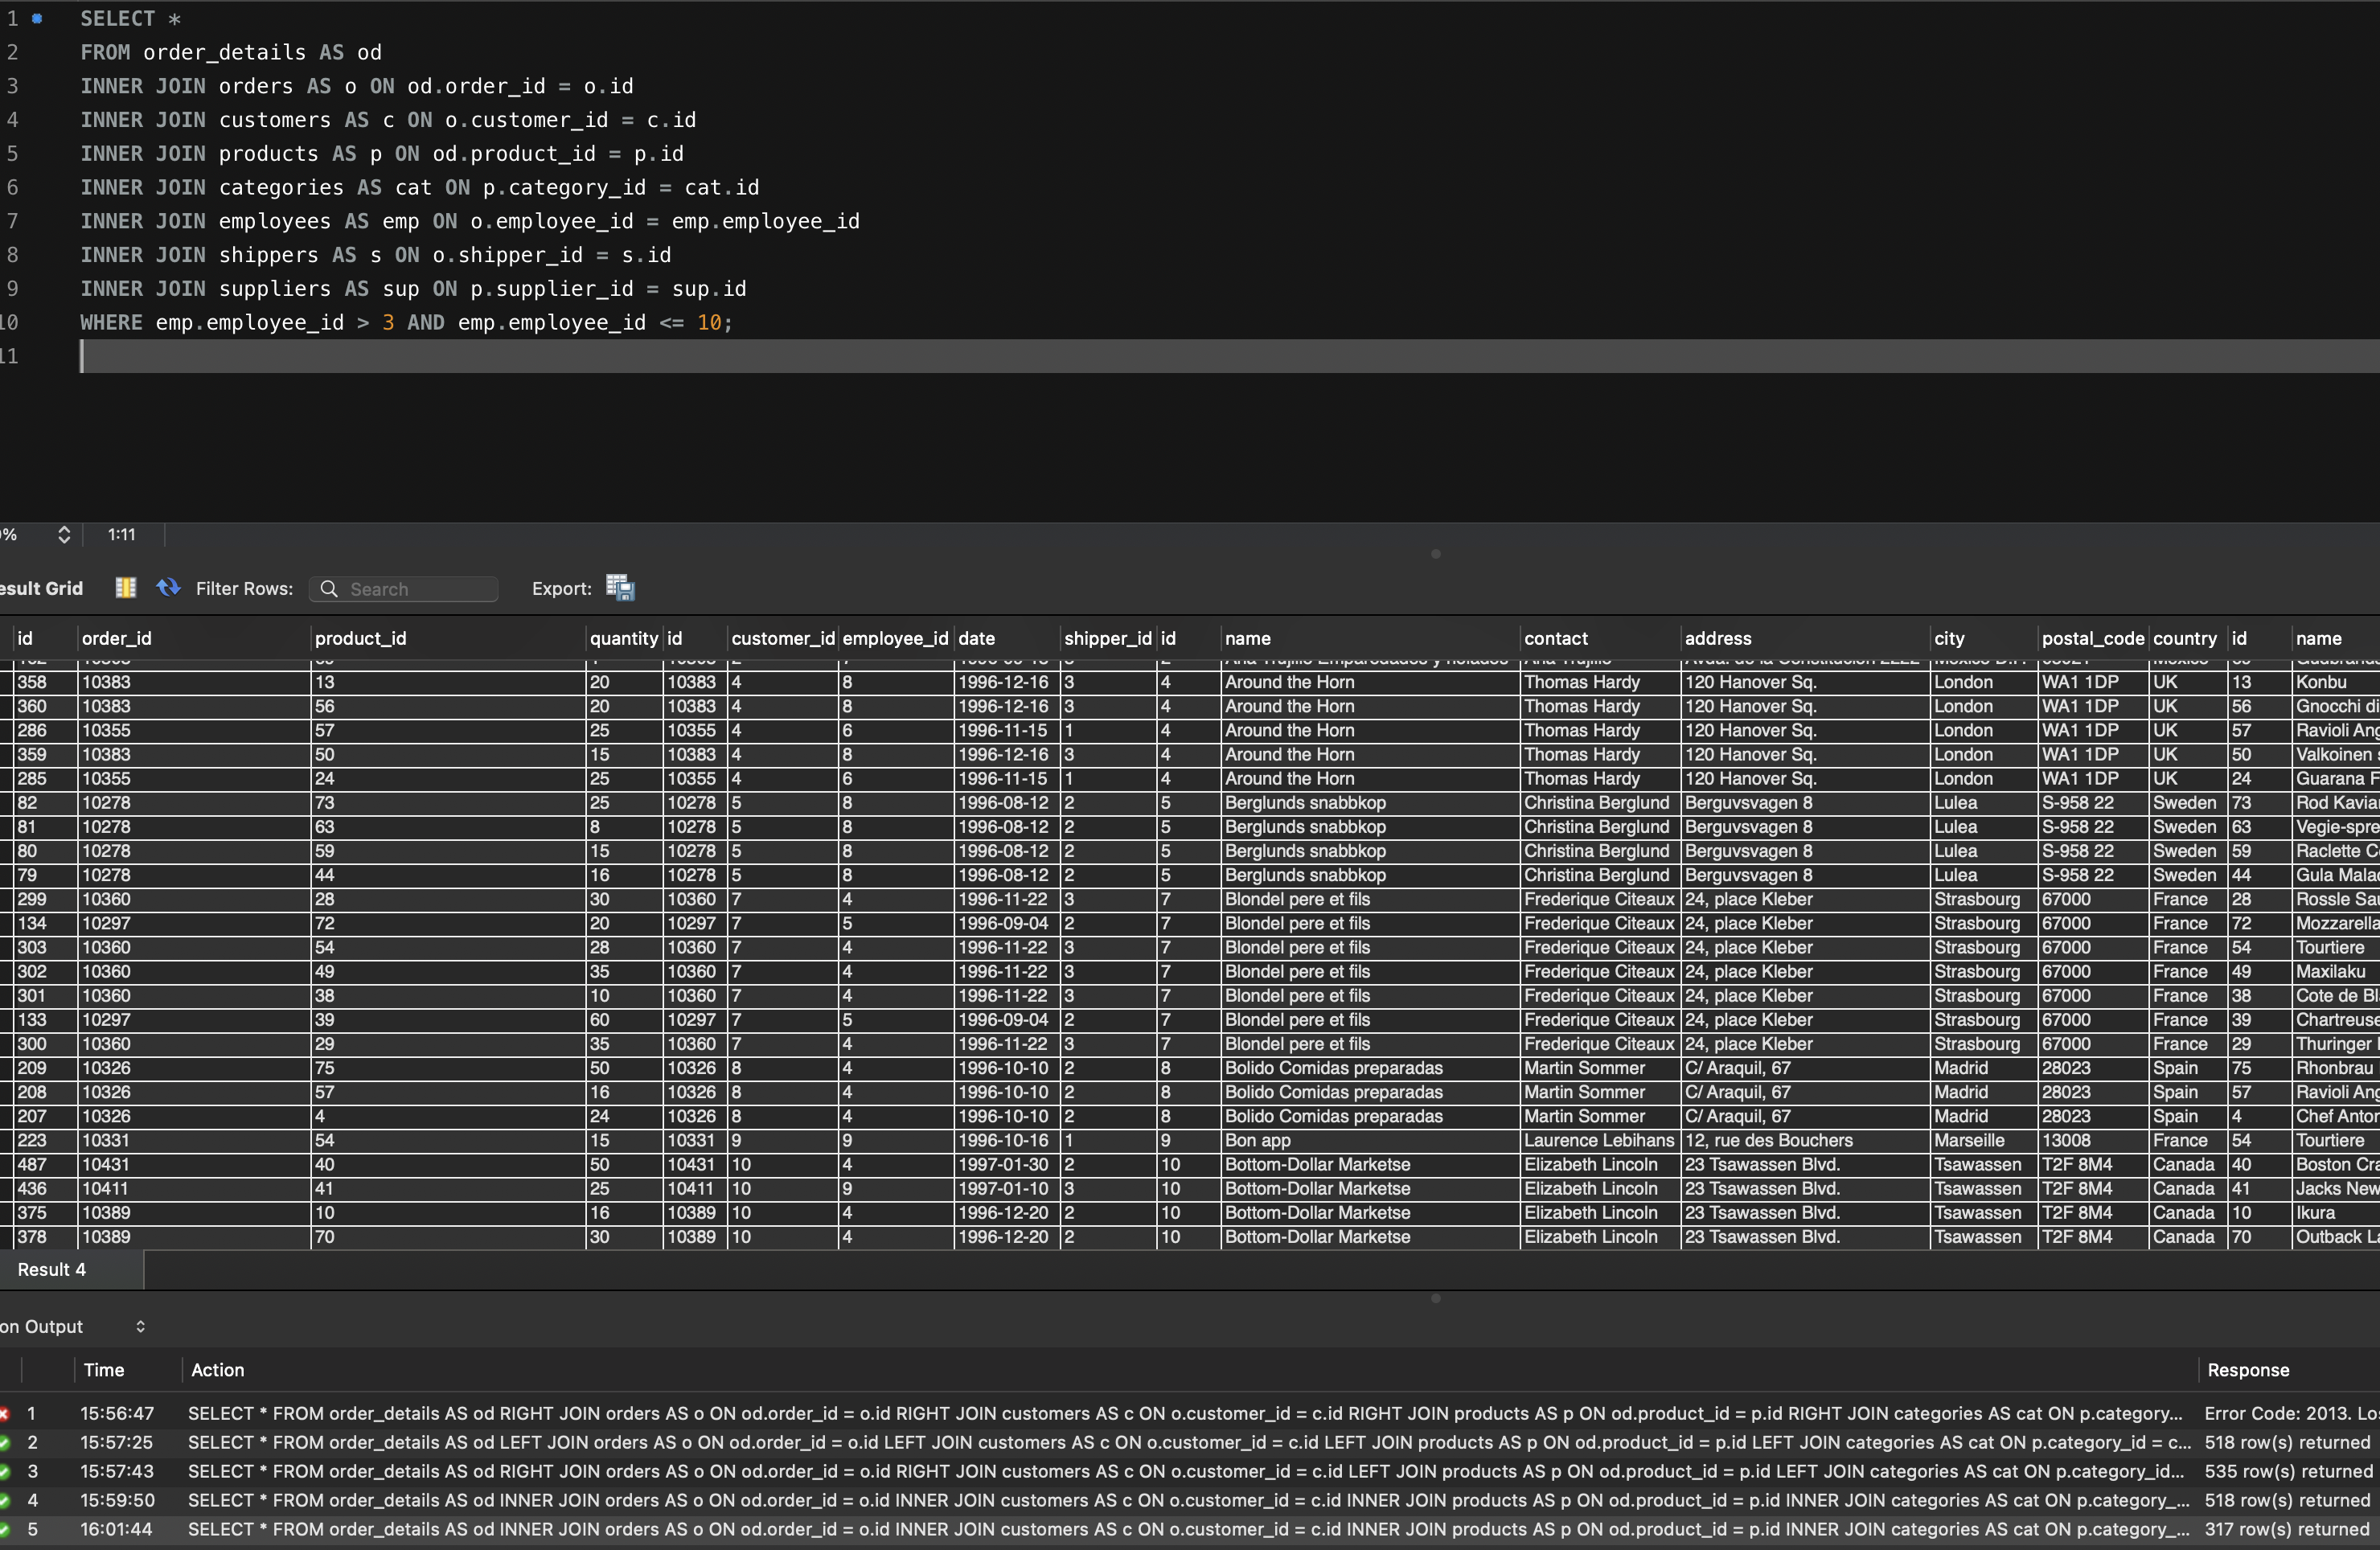 1 SELECT *
2 FROM order_details AS od
3 INNER JOIN orders AS o ON od.order_id = o.id
4 INNER JOIN customers AS c ON o.customer_id = c.id
5 INNER JOIN products AS p ON od.product_id = p.id
6 INNER JOIN categories AS cat ON p.category_id = cat.id
7 INNER JOIN employees AS emp ON o.employee_id = emp.employee_id
8 INNER JOIN shippers AS s ON o.shipper_id = s.id
9 INNER JOIN suppliers AS sup ON p.supplier_id = sup.id
10 WHERE emp.employee_id > 3 AND emp.employee_id <= 10;
11
% 1:11
esult Grid Filter Rows: Search Export:
id order_id product_id quantity id customer_id employee_id date shipper_id id name contact address city postal_code country id name
358 10383 13 20 10383 4 8 1996-12-16 3 4 Around the Horn Thomas Hardy 120 Hanover Sq. London WA1 1DP UK 13 Konbu
360 10383 56 20 10383 4 8 1996-12-16 3 4 Around the Horn Thomas Hardy 120 Hanover Sq. London WA1 1DP UK 56 Gnocchi di
286 10355 57 25 10355 4 6 1996-11-15 1 4 Around the Horn Thomas Hardy 120 Hanover Sq. London WA1 1DP UK 57 Ravioli Ang
359 10383 50 15 10383 4 8 1996-12-16 3 4 Around the Horn Thomas Hardy 120 Hanover Sq. London WA1 1DP UK 50 Valkoinen
285 10355 24 25 10355 4 6 1996-11-15 1 4 Around the Horn Thomas Hardy 120 Hanover Sq. London WA1 1DP UK 24 Guarana F
82 10278 73 25 10278 5 8 1996-08-12 2 5 Berglunds snabbkop Christina Berglund Berguvsvagen 8 Lulea S-958 22 Sweden 73 Rod Kavia
81 10278 63 8 10278 5 8 1996-08-12 2 5 Berglunds snabbkop Christina Berglund Berguvsvagen 8 Lulea S-958 22 Sweden 63 Vegie-spre
80 10278 59 15 10278 5 8 1996-08-12 2 5 Berglunds snabbkop Christina Berglund Berguvsvagen 8 Lulea S-958 22 Sweden 59 Raclette C
79 10278 44 16 10278 5 8 1996-08-12 2 5 Berglunds snabbkop Christina Berglund Berguvsvagen 8 Lulea S-958 22 Sweden 44 Gula Mala
299 10360 28 30 10360 7 4 1996-11-22 3 7 Blondel pere et fils Frederique Citeaux 24, place Kleber Strasbourg 67000 France 28 Rossle Sau
134 10297 72 20 10297 7 5 1996-09-04 2 7 Blondel pere et fils Frederique Citeaux 24, place Kleber Strasbourg 67000 France 72 Mozzarella
303 10360 54 28 10360 7 4 1996-11-22 3 7 Blondel pere et fils Frederique Citeaux 24, place Kleber Strasbourg 67000 France 54 Tourtiere
302 10360 49 35 10360 7 4 1996-11-22 3 7 Blondel pere et fils Frederique Citeaux 24, place Kleber Strasbourg 67000 France 49 Maxilaku
301 10360 38 10 10360 7 4 1996-11-22 3 7 Blondel pere et fils Frederique Citeaux 24, place Kleber Strasbourg 67000 France 38 Cote de Bl
133 10297 39 60 10297 7 5 1996-09-04 2 7 Blondel pere et fils Frederique Citeaux 24, place Kleber Strasbourg 67000 France 39 Chartreuse
300 10360 29 35 10360 7 4 1996-11-22 3 7 Blondel pere et fils Frederique Citeaux 24, place Kleber Strasbourg 67000 France 29 Thuringer
209 10326 75 50 10326 8 4 1996-10-10 2 8 Bolido Comidas preparadas Martin Sommer C/ Araquil, 67 Madrid 28023 Spain 75 Rhonbrau
208 10326 57 16 10326 8 4 1996-10-10 2 8 Bolido Comidas preparadas Martin Sommer C/ Araquil, 67 Madrid 28023 Spain 57 Ravioli Ang
207 10326 4 24 10326 8 4 1996-10-10 2 8 Bolido Comidas preparadas Martin Sommer C/ Araquil, 67 Madrid 28023 Spain 4 Chef Anton
223 10331 54 15 10331 9 9 1996-10-16 1 9 Bon app Laurence Lebihans 12, rue des Bouchers Marseille 13008 France 54 Tourtiere
487 10431 40 50 10431 10 4 1997-01-30 2 10 Bottom-Dollar Marketse Elizabeth Lincoln 23 Tsawassen Blvd. Tsawassen T2F 8M4 Canada 40 Boston Cra
436 10411 41 25 10411 10 9 1997-01-10 3 10 Bottom-Dollar Marketse Elizabeth Lincoln 23 Tsawassen Blvd. Tsawassen T2F 8M4 Canada 41 Jacks New
375 10389 10 16 10389 10 4 1996-12-20 2 10 Bottom-Dollar Marketse Elizabeth Lincoln 23 Tsawassen Blvd. Tsawassen T2F 8M4 Canada 10 Ikura
378 10389 70 30 10389 10 4 1996-12-20 2 10 Bottom-Dollar Marketse Elizabeth Lincoln 23 Tsawassen Blvd. Tsawassen T2F 8M4 Canada 70 Outback La
Result 4
on Output
Time Action Response
1 15:56:47 SELECT * FROM order_details AS od RIGHT JOIN orders AS o ON od.order_id = o.id RIGHT JOIN customers AS c ON o.customer_id = c.id RIGHT JOIN products AS p ON od.product_id = p.id RIGHT JOIN categories AS cat ON p.category... Error Code: 2013. Lo
2 15:57:25 SELECT * FROM order_details AS od LEFT JOIN orders AS o ON od.order_id = o.id LEFT JOIN customers AS c ON o.customer_id = c.id LEFT JOIN products AS p ON od.product_id = p.id LEFT JOIN categories AS cat ON p.category_id = c... 518 row(s) returned
3 15:57:43 SELECT * FROM order_details AS od RIGHT JOIN orders AS o ON od.order_id = o.id RIGHT JOIN customers AS c ON o.customer_id = c.id LEFT JOIN products AS p ON od.product_id = p.id LEFT JOIN categories AS cat ON p.category_id... 535 row(s) returned
4 15:59:50 SELECT * FROM order_details AS od INNER JOIN orders AS o ON od.order_id = o.id INNER JOIN customers AS c ON o.customer_id = c.id INNER JOIN products AS p ON od.product_id = p.id INNER JOIN categories AS cat ON p.category_... 518 row(s) returned
5 16:01:44 SELECT * FROM order_details AS od INNER JOIN orders AS o ON od.order_id = o.id INNER JOIN customers AS c ON o.customer_id = c.id INNER JOIN products AS p ON od.product_id = p.id INNER JOIN categories AS cat ON p.category_... 317 row(s) returned